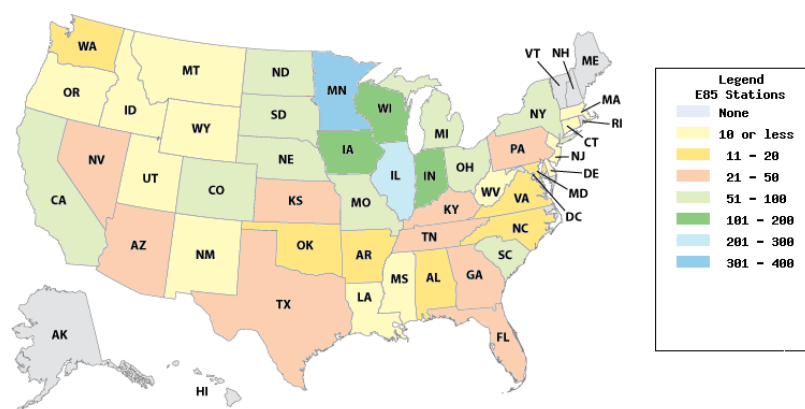 WA
MT
ND
MN
VT
NH
ME
OR
ID
WY
SD
WI
MI
NY
MA
RI
CT
NJ
DE
MD
DC
NV
UT
CO
NE
IA
IL
IN
OH
PA
WV
VA
CA
KS
MO
KY
NC
AZ
NM
OK
AR
TN
SC
TX
LA
MS
AL
GA
FL
AK
HI
Legend
E85 Stations
None
10 or less
11 - 20
21 - 50
51 - 100
101 - 200
201 - 300
301 - 400